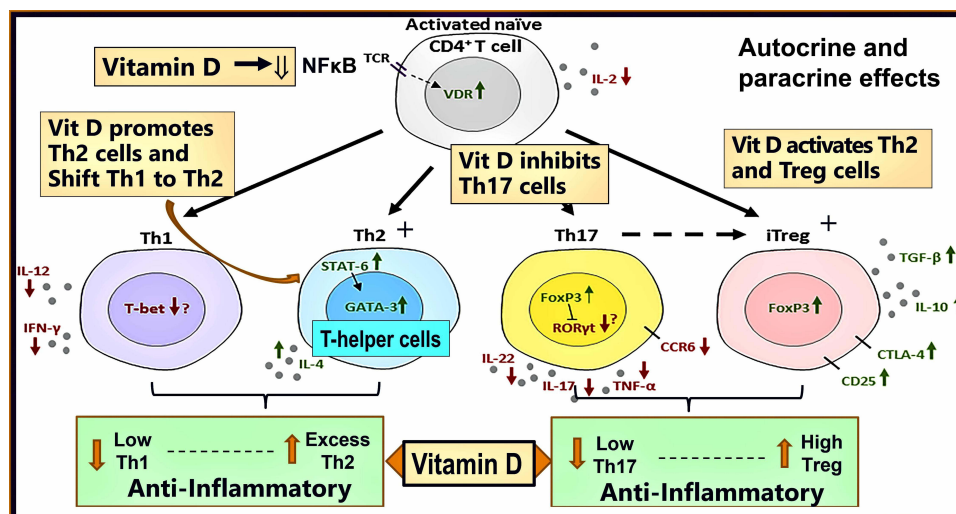 Activated naïve
CD4⁺ T cell
Autocrine and
paracrine effects
Vitamin D → ⇓ NFκB
TCR
VDR ↑
IL-2 ↓
Vit D promotes
Th2 cells and
Shift Th1 to Th2
Vit D inhibits
Th17 cells
Vit D activates Th2
and Treg cells
Th1
Th2 +
Th17
iTreg +
IL-12 ↓
IFN-γ ↓
T-bet ↓?
STAT-6 ↑
GATA-3 ↑
T-helper cells
↑ IL-4
FoxP3 ↑
RORγt ↓?
CCR6 ↓
IL-22 ↓
IL-17 ↓
TNF-α ↓
FoxP3 ↑
TGF-β ↑
IL-10 ↑
CTLA-4 ↑
CD25 ↑
↓ Low ------------ ↑ Excess
Th1 Th2
Anti-Inflammatory
Vitamin D
↓ Low ------------ ↑ High
Th17 Treg
Anti-Inflammatory